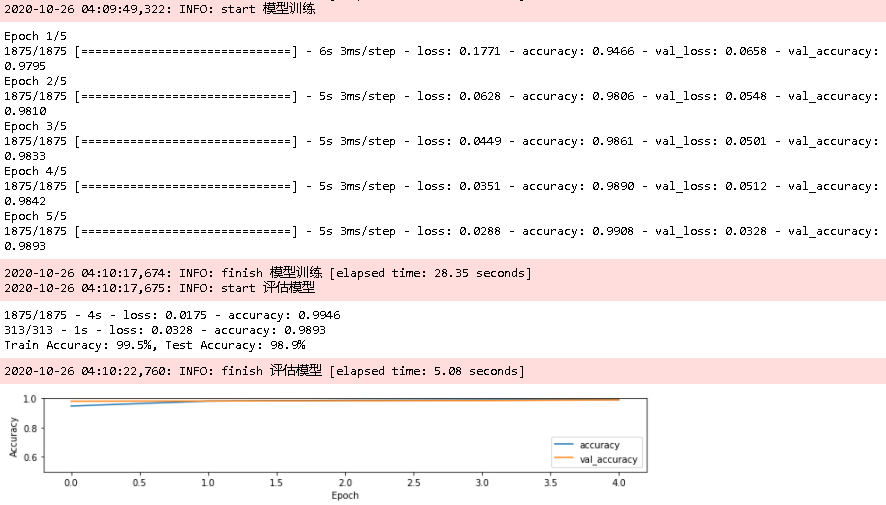 2020-10-26 04:09:49,322: INFO: start 模型训练
Epoch 1/5
1875/1875 [==============================] - 6s 3ms/step - loss: 0.1771 - accuracy: 0.9466 - val_loss: 0.0658 - val_accuracy:
0.9795
Epoch 2/5
1875/1875 [==============================] - 5s 3ms/step - loss: 0.0628 - accuracy: 0.9806 - val_loss: 0.0548 - val_accuracy:
0.9810
Epoch 3/5
1875/1875 [==============================] - 5s 3ms/step - loss: 0.0449 - accuracy: 0.9861 - val_loss: 0.0501 - val_accuracy:
0.9833
Epoch 4/5
1875/1875 [==============================] - 5s 3ms/step - loss: 0.0351 - accuracy: 0.9890 - val_loss: 0.0512 - val_accuracy:
0.9842
Epoch 5/5
1875/1875 [==============================] - 5s 3ms/step - loss: 0.0288 - accuracy: 0.9908 - val_loss: 0.0328 - val_accuracy:
0.9893
2020-10-26 04:10:17,674: INFO: finish 模型训练 [elapsed time: 28.35 seconds]
2020-10-26 04:10:17,675: INFO: start 评估模型
1875/1875 - 4s - loss: 0.0175 - accuracy: 0.9946
313/313 - 1s - loss: 0.0328 - accuracy: 0.9893
Train Accuracy: 99.5%, Test Accuracy: 98.9%
2020-10-26 04:10:22,760: INFO: finish 评估模型 [elapsed time: 5.08 seconds]
1.0
0.8
0.6
Accuracy
accuracy
val_accuracy
0.0 0.5 1.0 1.5 2.0 2.5 3.0 3.5 4.0
Epoch